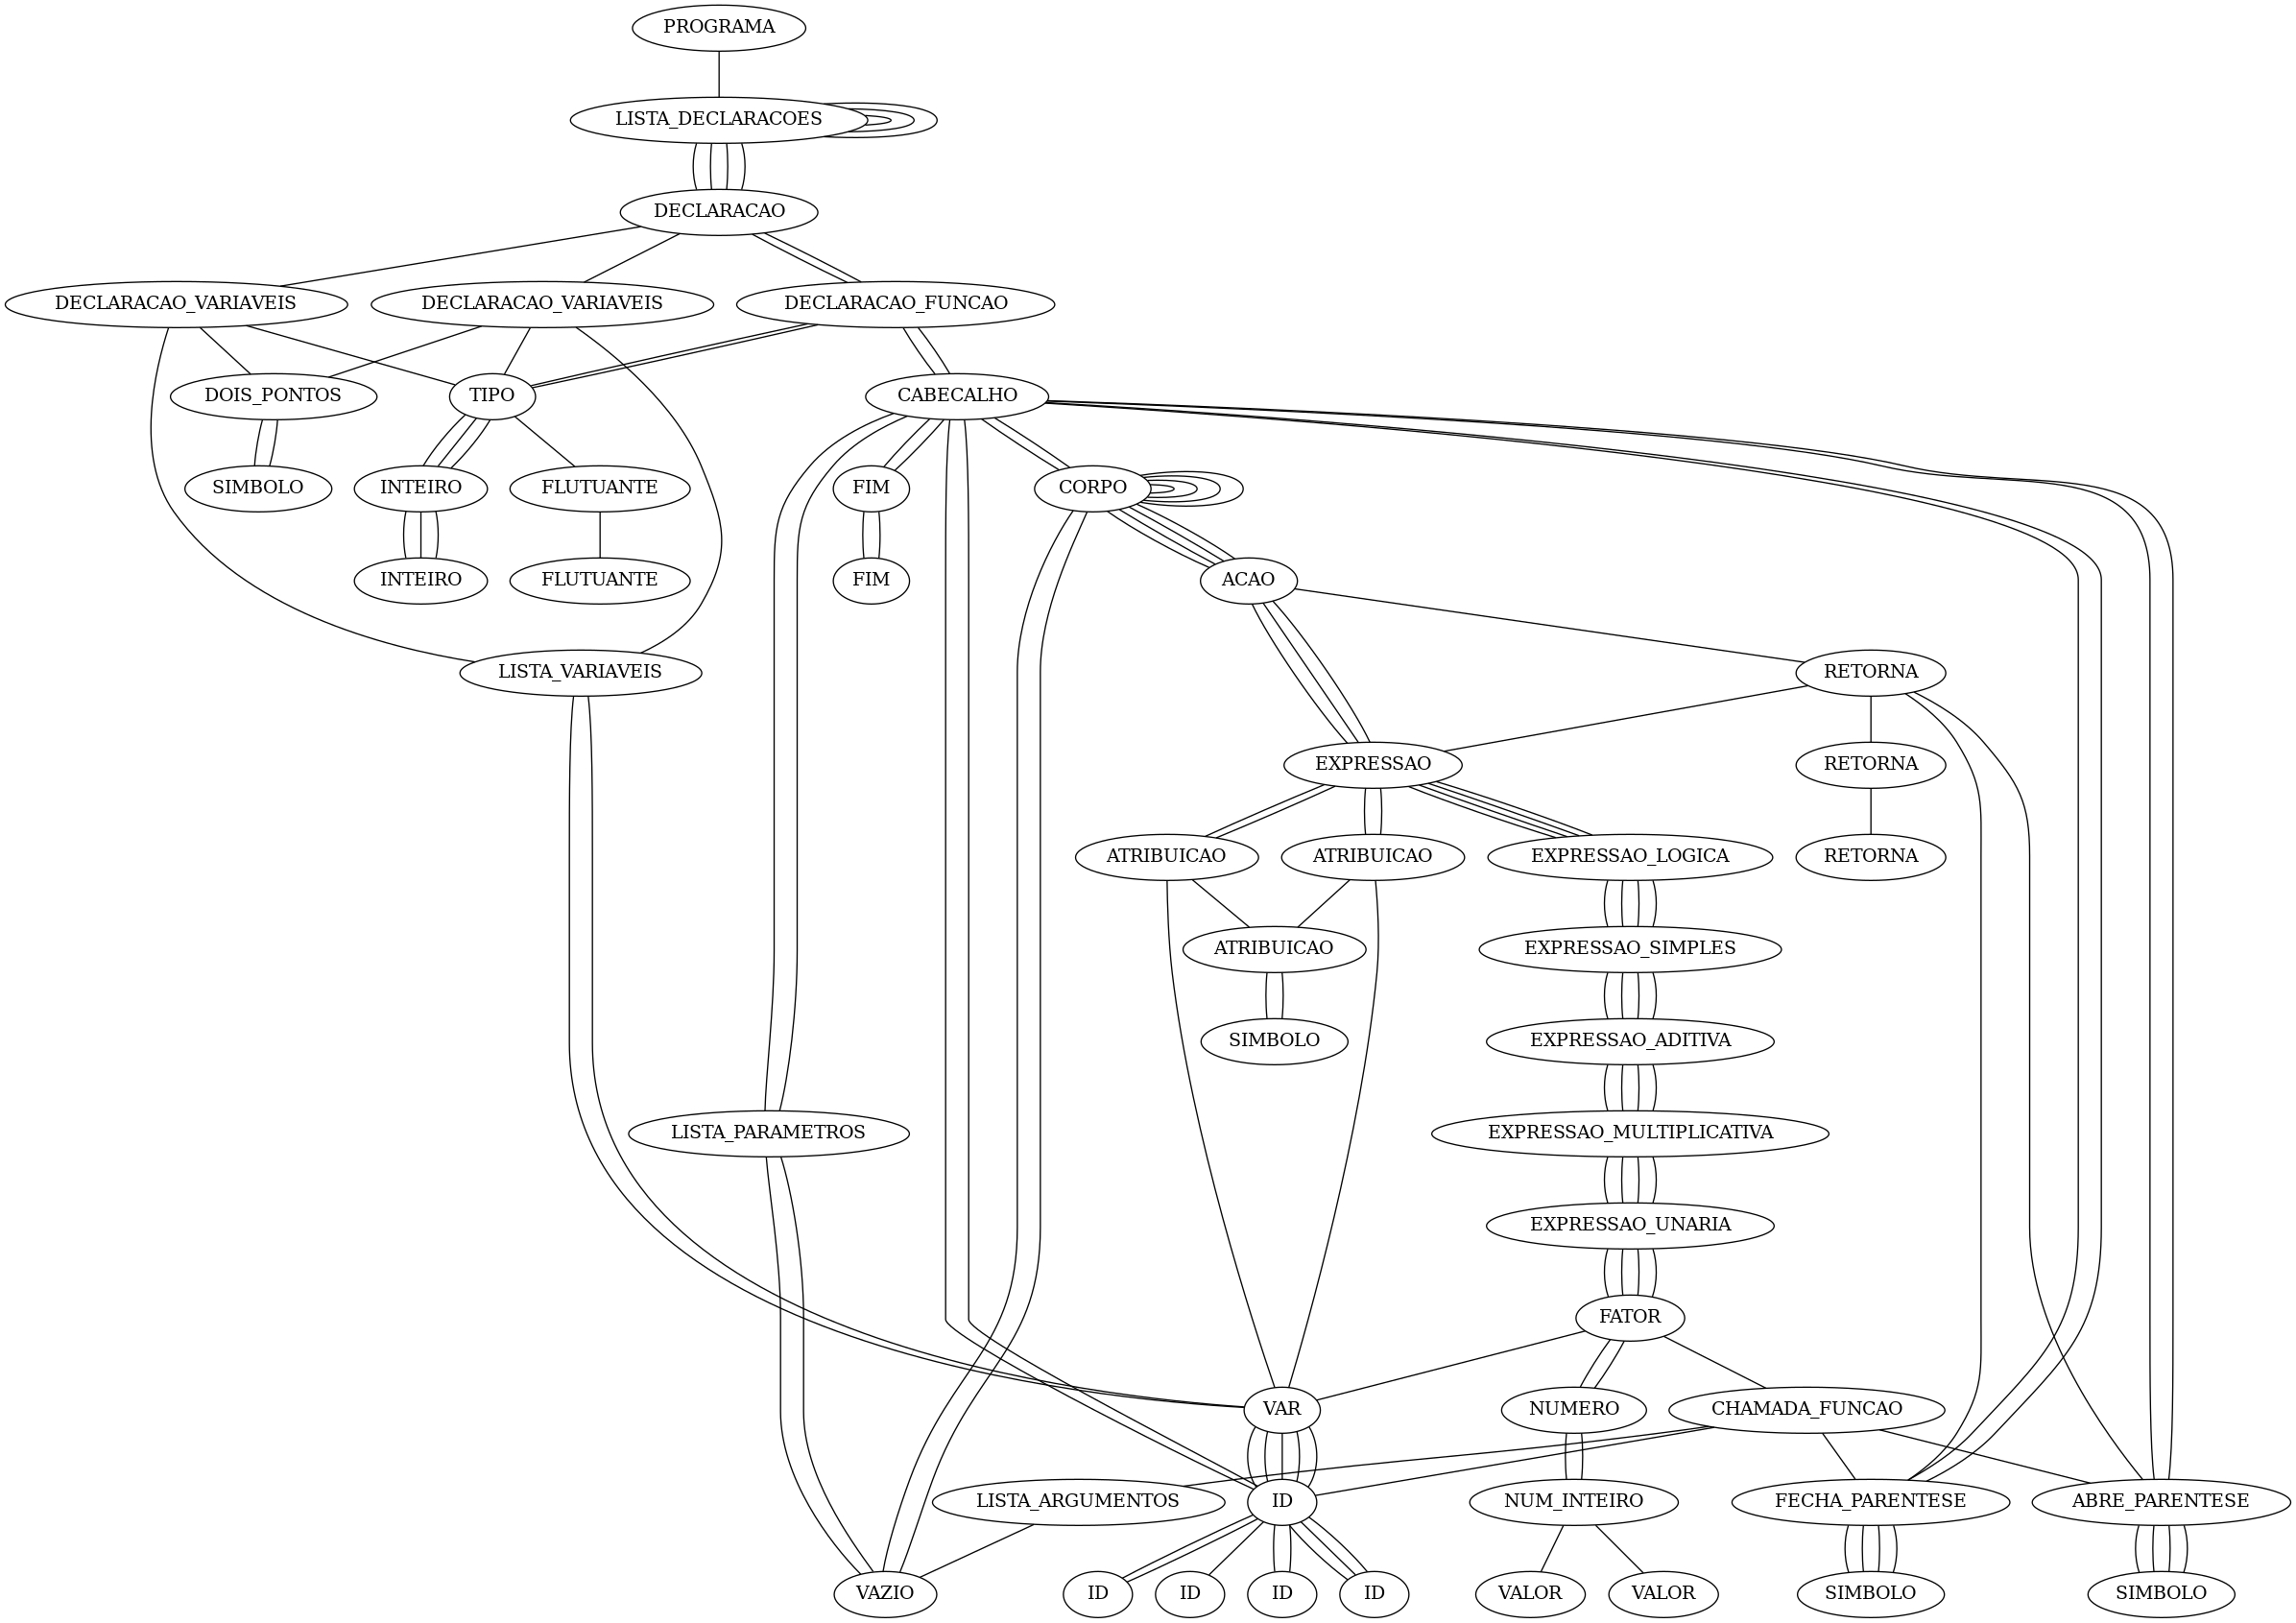 PROGRAMA
LISTA_DECLARACOES
DECLARACAO
DECLARACAO_VARIAVEIS
DECLARACAO_VARIAVEIS
DECLARACAO_FUNCAO
DOIS_PONTOS
TIPO
CABECALHO
SIMBOLO
INTEIRO
FLUTUANTE
FIM
CORPO
INTEIRO
FLUTUANTE
FIM
ACAO
LISTA_VARIAVEIS
RETORNA
EXPRESSAO
RETORNA
ATRIBUICAO
ATRIBUICAO
EXPRESSAO_LOGICA
RETORNA
ATRIBUICAO
EXPRESSAO_SIMPLES
SIMBOLO
EXPRESSAO_ADITIVA
LISTA_PARAMETROS
EXPRESSAO_MULTIPLICATIVA
EXPRESSAO_UNARIA
FATOR
VAR
NUMERO
CHAMADA_FUNCAO
LISTA_ARGUMENTOS
ID
NUM_INTEIRO
FECHA_PARENTESE
ABRE_PARENTESE
VAZIO
ID
ID
ID
ID
VALOR
VALOR
SIMBOLO
SIMBOLO